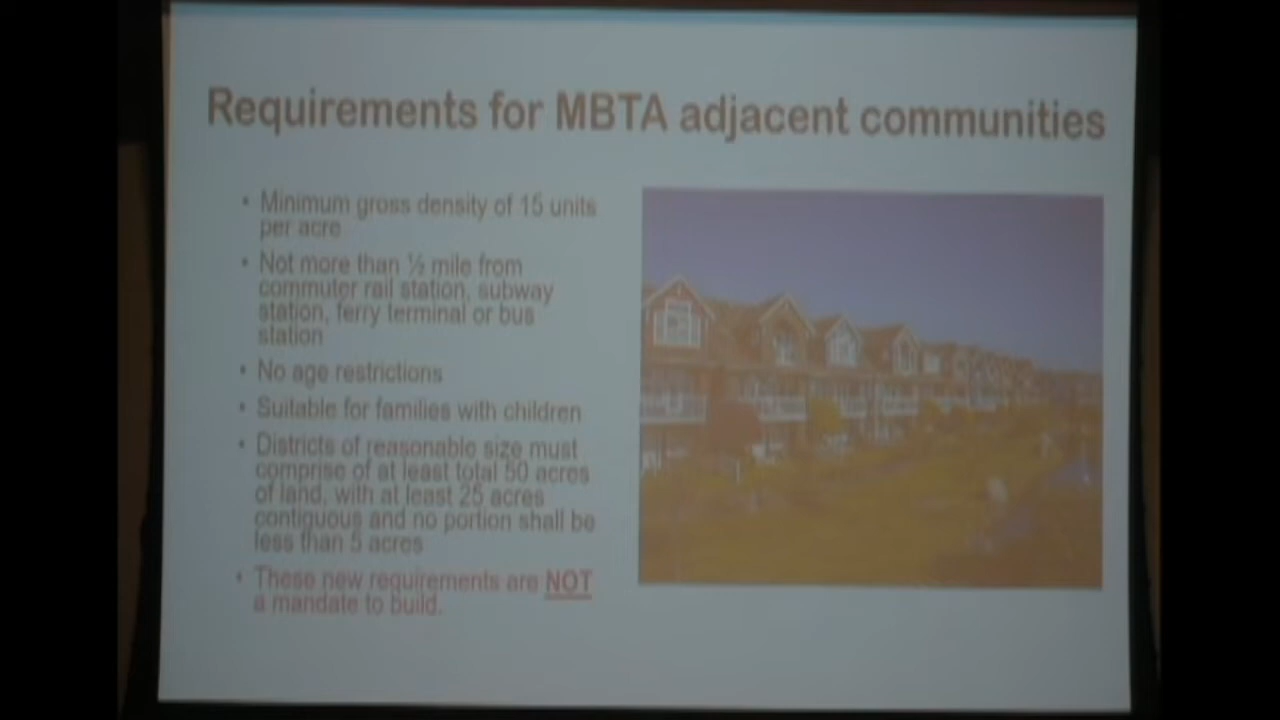 Requirements for MBTA adjacent communities
• Minimum gross density of 15 units
per acre
• Not more than ½ mile from
commuter rail station, subway
station, ferry terminal or bus
station
• No age restrictions
• Suitable for families with children
• Districts of reasonable size must
comprise of at least total 50 acres
of land, with at least 25 acres
contiguous and no portion shall be
less than 5 acres
• These new requirements are NOT
a mandate to build.